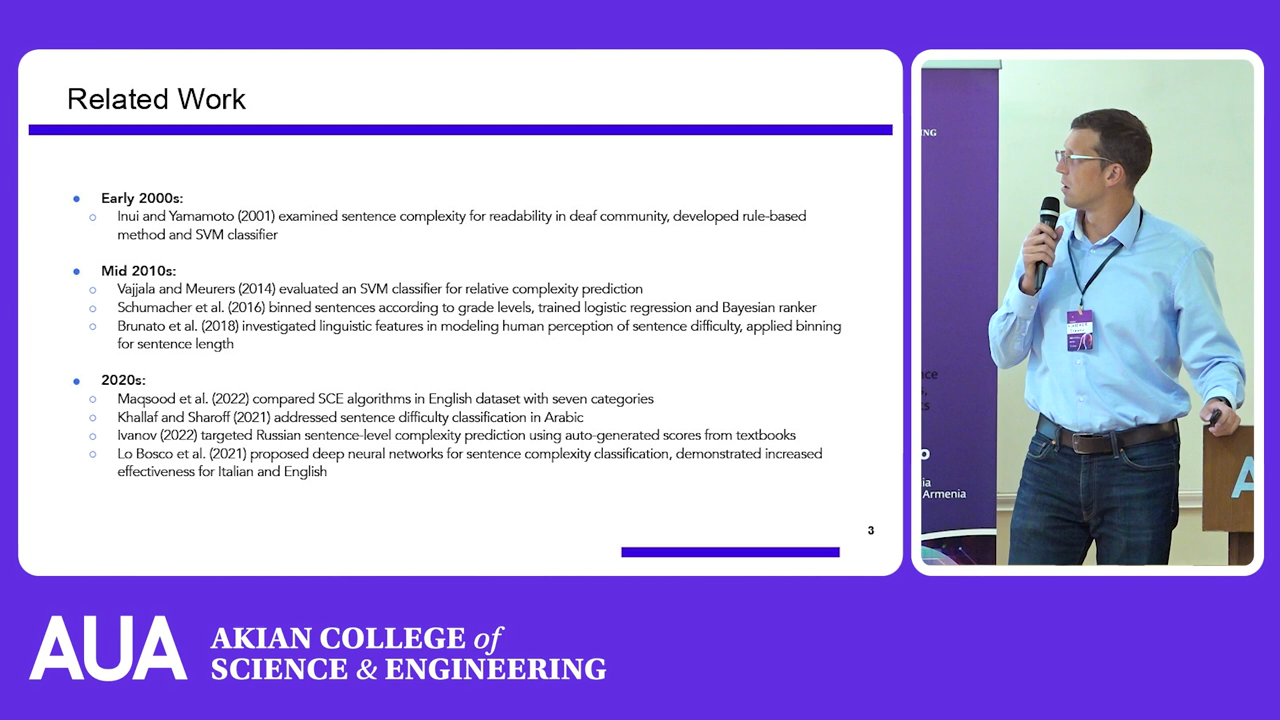 Related Work
Early 2000s:
Inui and Yamamoto (2001) examined sentence complexity for readability in deaf community, developed rule-based
method and SVM classifier
Mid 2010s:
Vajjala and Meurers (2014) evaluated an SVM classifier for relative complexity prediction
Schumacher et al. (2016) binned sentences according to grade levels, trained logistic regression and Bayesian ranker
Brunato et al. (2018) investigated linguistic features in modeling human perception of sentence difficulty, applied binning
for sentence length
2020s:
Maqsood et al. (2022) compared SCE algorithms in English dataset with seven categories
Khallaf and Sharoff (2021) addressed sentence difficulty classification in Arabic
Ivanov (2022) targeted Russian sentence-level complexity prediction using auto-generated scores from textbooks
Lo Bosco et al. (2021) proposed deep neural networks for sentence complexity classification, demonstrated increased
effectiveness for Italian and English
3
Armenia
AUA
AKIAN COLLEGE of
SCIENCE & ENGINEERING